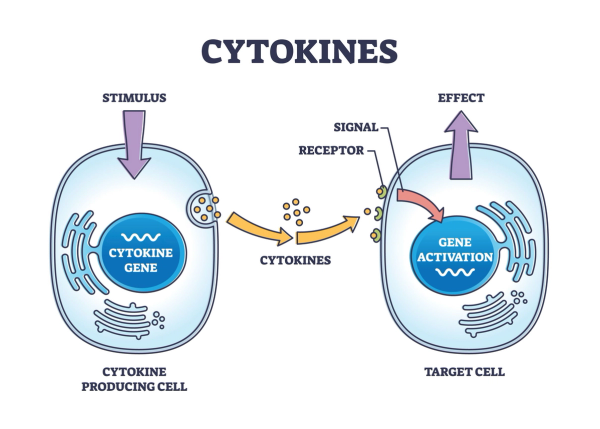 CYTOKINES
STIMULUS
EFFECT
SIGNAL
RECEPTOR
CYTOKINE
GENE
GENE
ACTIVATION
CYTOKINES
CYTOKINE
PRODUCING CELL
TARGET CELL